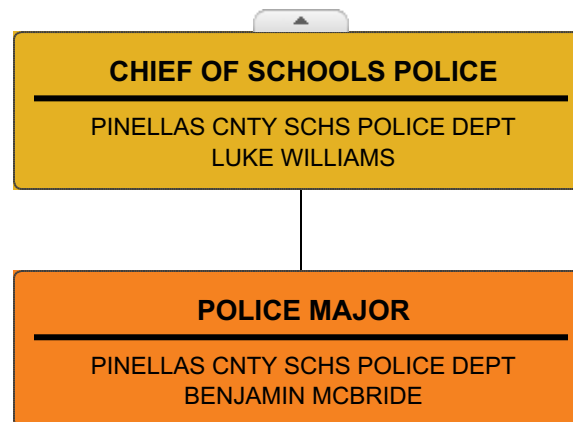 CHIEF OF SCHOOLS POLICE
PINELLAS CNTY SCHS POLICE DEPT
LUKE WILLIAMS
POLICE MAJOR
PINELLAS CNTY SCHS POLICE DEPT
BENJAMIN MCBRIDE